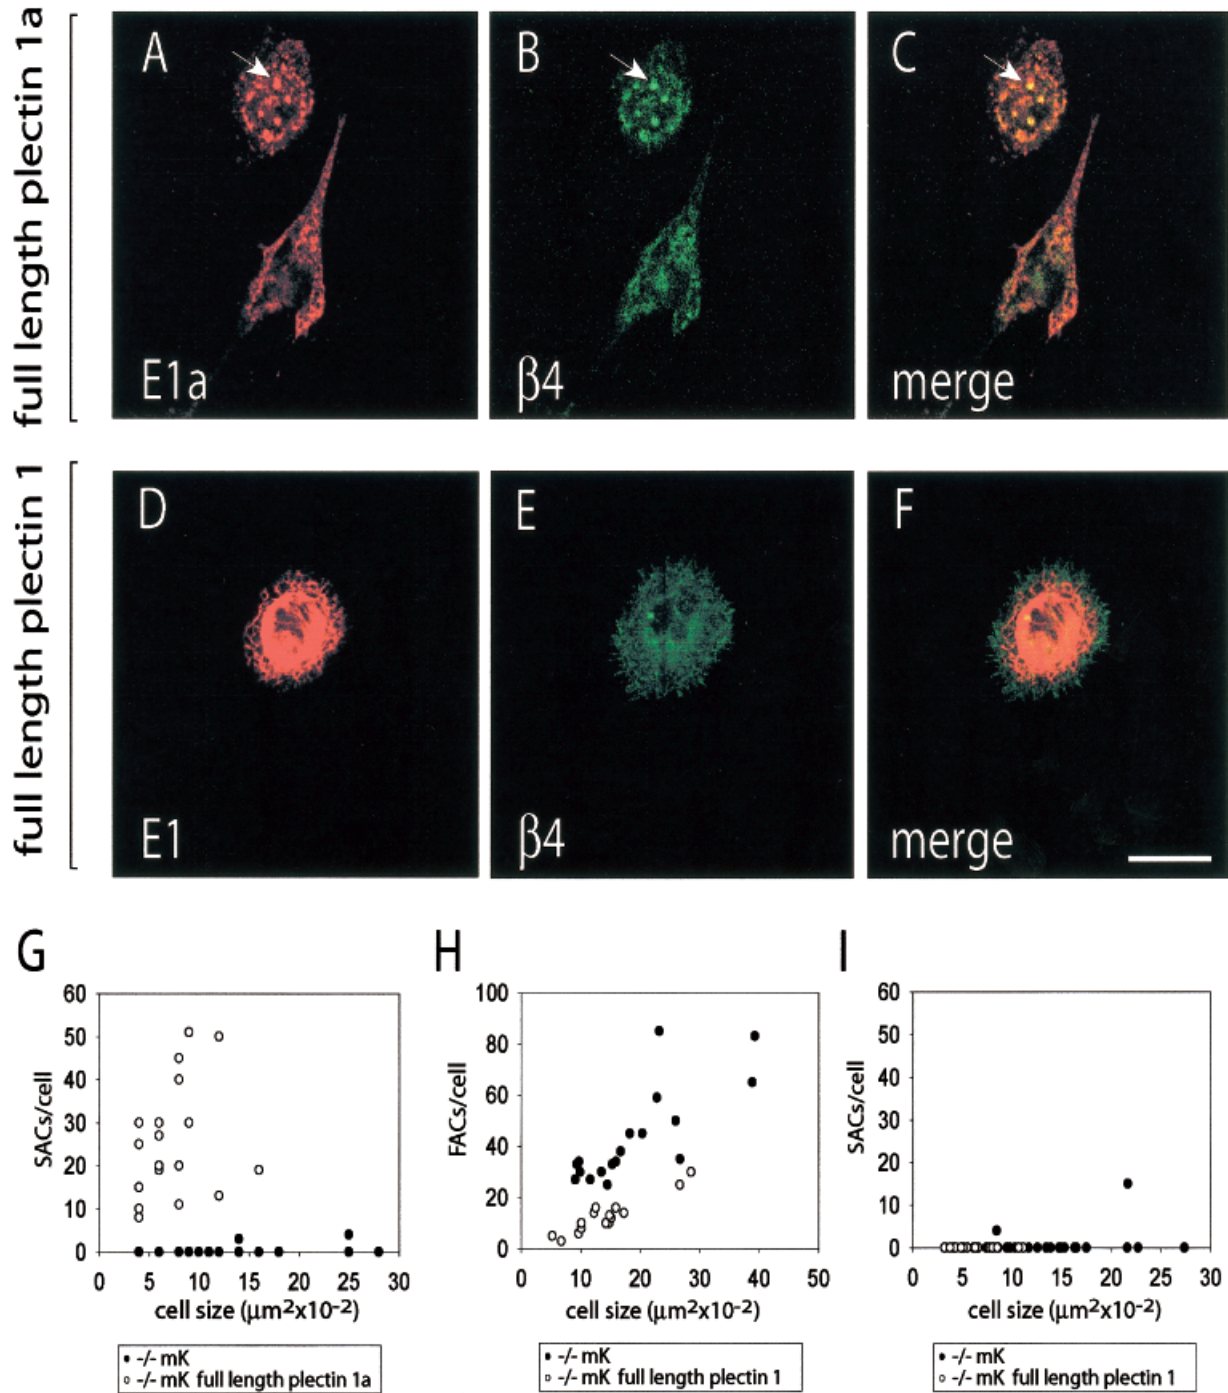 full length plectin 1a
A
E1a
B
β4
C
merge
full length plectin 1
D
E1
E
β4
F
merge
G
60
50
40
30
20
10
0
SACs/cell
0 5 10 15 20 25 30
cell size (μm²x10⁻²)
• -/- mK
○ -/- mK full length plectin 1a
H
100
80
60
40
20
0
FACs/cell
0 10 20 30 40 50
cell size (μm²x10⁻²)
• -/- mK
○ -/- mK full length plectin 1
I
60
50
40
30
20
10
0
SACs/cell
0 5 10 15 20 25 30
cell size (μm²x10⁻²)
• -/- mK
○ -/- mK full length plectin 1